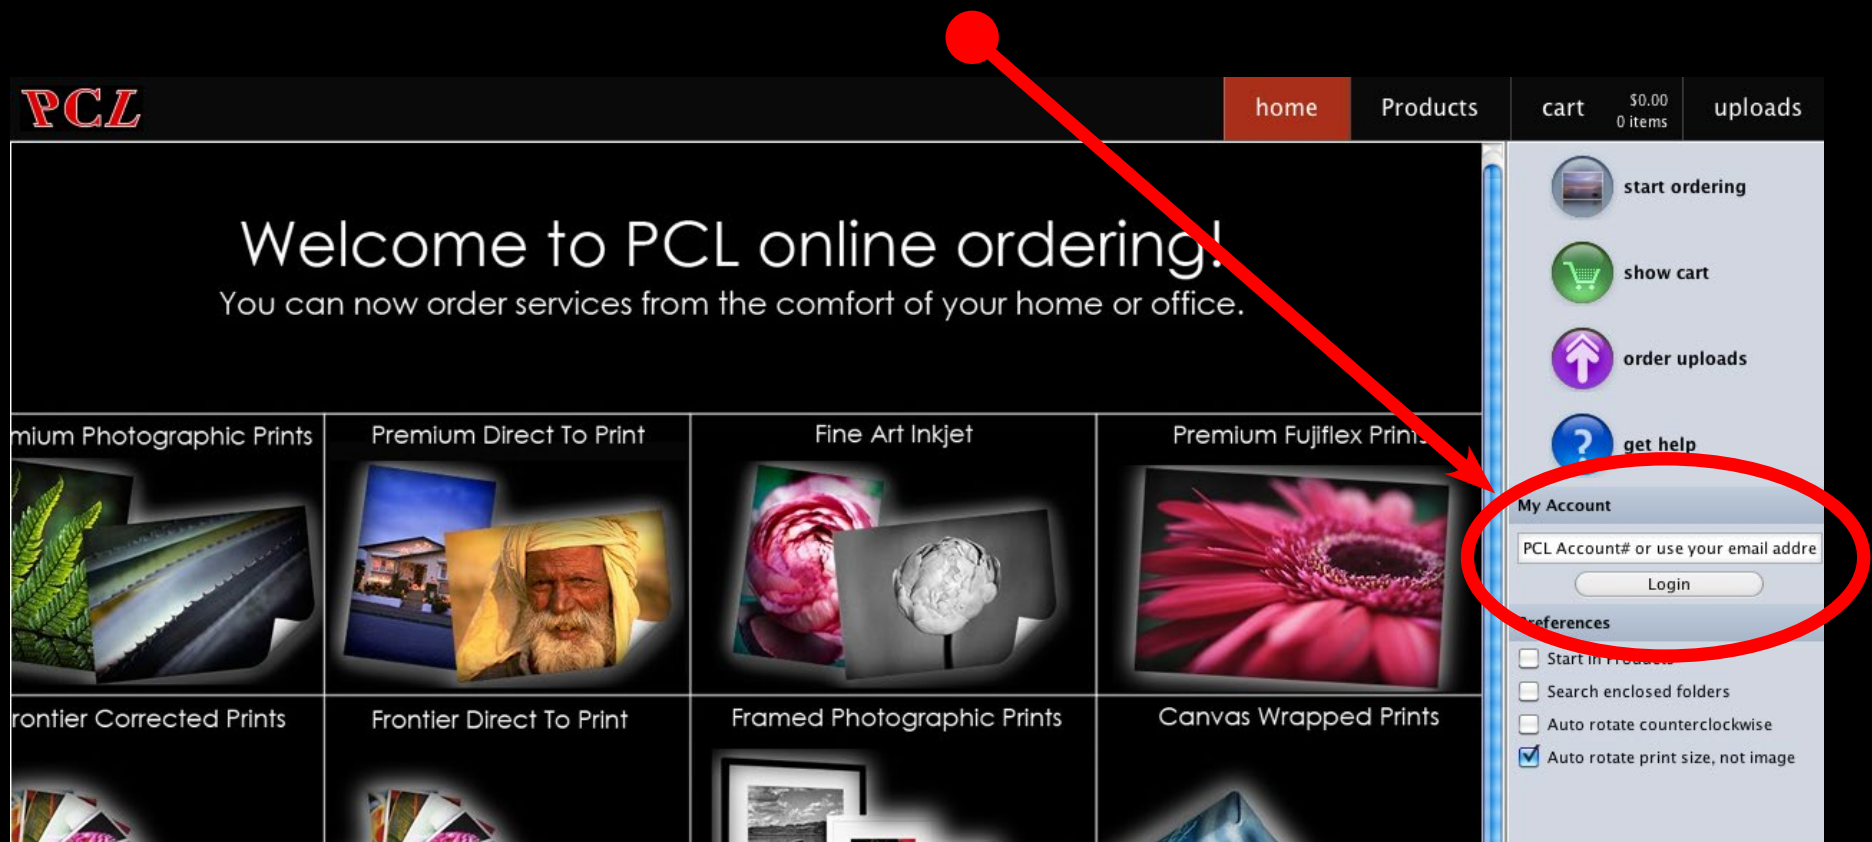 PCL
home
Products
cart
$0.00
0 items
uploads
Welcome to PCL online ordering!
You can now order services from the comfort of your home or office.
start ordering
show cart
order uploads
get help
My Account
PCL Account# or use your email addre
Login
Preferences
Start in Products
Search enclosed folders
Auto rotate counterclockwise
Auto rotate print size, not image
mium Photographic Prints
Premium Direct To Print
Fine Art Inkjet
Premium Fujiflex Prints
rontier Corrected Prints
Frontier Direct To Print
Framed Photographic Prints
Canvas Wrapped Prints